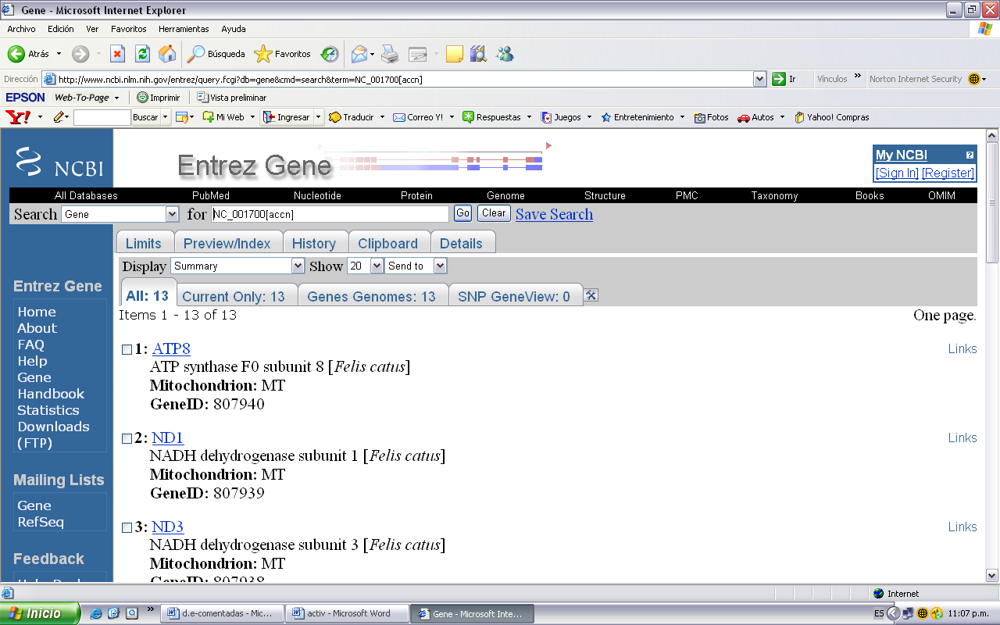 Gene - Microsoft Internet Explorer
Archivo Edición Ver Favoritos Herramientas Ayuda
Atrás Búsqueda Favoritos
Dirección http://www.ncbi.nlm.nih.gov/entrez/query.fcgi?db=gene&cmd=search&term=NC_001700[accn] Ir Vínculos » Norton Internet Security
EPSON Web-To-Page Imprimir Vista preliminar
Y! Buscar Mi Web Ingresar Traducir Correo Y! Respuestas Juegos Entretenimiento Fotos Autos Yahoo! Compras
NCBI Entrez Gene My NCBI ?
[Sign In] [Register]
All Databases PubMed Nucleotide Protein Genome Structure PMC Taxonomy Books OMIM
Search Gene for NC_001700[accn] Go Clear Save Search
Limits Preview/Index History Clipboard Details
Display Summary Show 20 Send to
All: 13 Current Only: 13 Genes Genomes: 13 SNP GeneView: 0
Items 1 - 13 of 13 One page.
Entrez Gene
Home
About
FAQ
Help
Gene
Handbook
Statistics
Downloads
(FTP)
Mailing Lists
Gene
RefSeq
Feedback
1: ATP8 Links
ATP synthase F0 subunit 8 [Felis catus]
Mitochondrion: MT
GeneID: 807940
2: ND1 Links
NADH dehydrogenase subunit 1 [Felis catus]
Mitochondrion: MT
GeneID: 807939
3: ND3 Links
NADH dehydrogenase subunit 3 [Felis catus]
Mitochondrion: MT
GeneID: 807938
Internet
Inicio » d.e-comentadas - Mic... activ - Microsoft Word Gene - Microsoft Inte... ES 11:07 p.m.